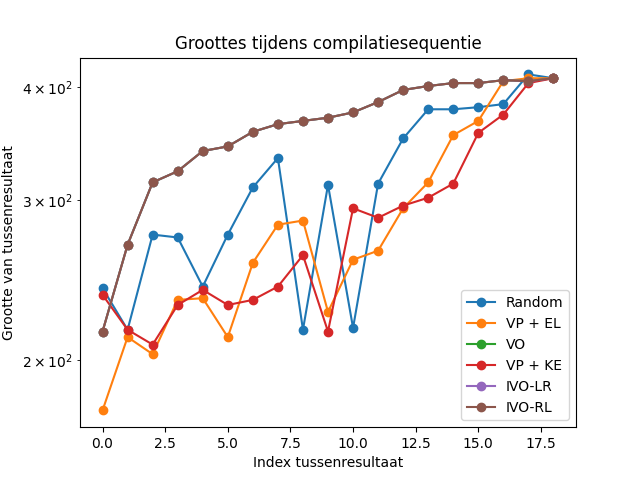 Groottes tijdens compilatiesequentie
Grootte van tussenresultaat
4 × 10²
3 × 10²
2 × 10²
0.0 2.5 5.0 7.5 10.0 12.5 15.0 17.5
Index tussenresultaat
Random
VP + EL
VO
VP + KE
IVO-LR
IVO-RL